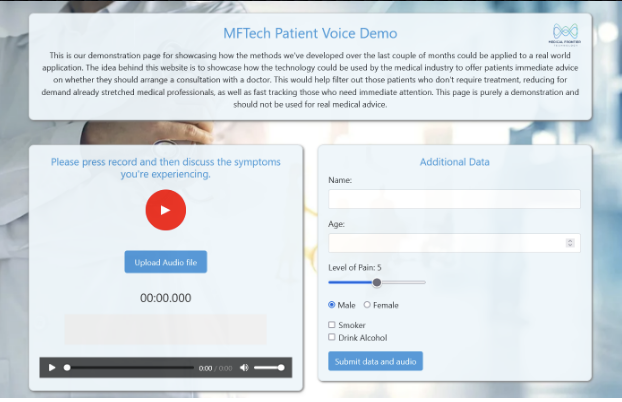 MFTech Patient Voice Demo
This is our demonstration page for showcasing how the methods we've developed over the last couple of months could be applied to a real world
application. The idea behind this website is to showcase how the technology could be used by the medical industry to offer patients immediate advice
on whether they should arrange a consultation with a doctor. This would help filter out those patients who don't require treatment, reducing for
demand already stretched medical professionals, as well as fast tracking those who need immediate attention. This page is purely a demonstration and
should not be used for real medical advice.
Please press record and then discuss the symptoms
you're experiencing.
Upload Audio file
00:00.000
0:00 / 0:00
Additional Data
Name:
Age:
Level of Pain: 5
Male
Female
Smoker
Drink Alcohol
Submit data and audio